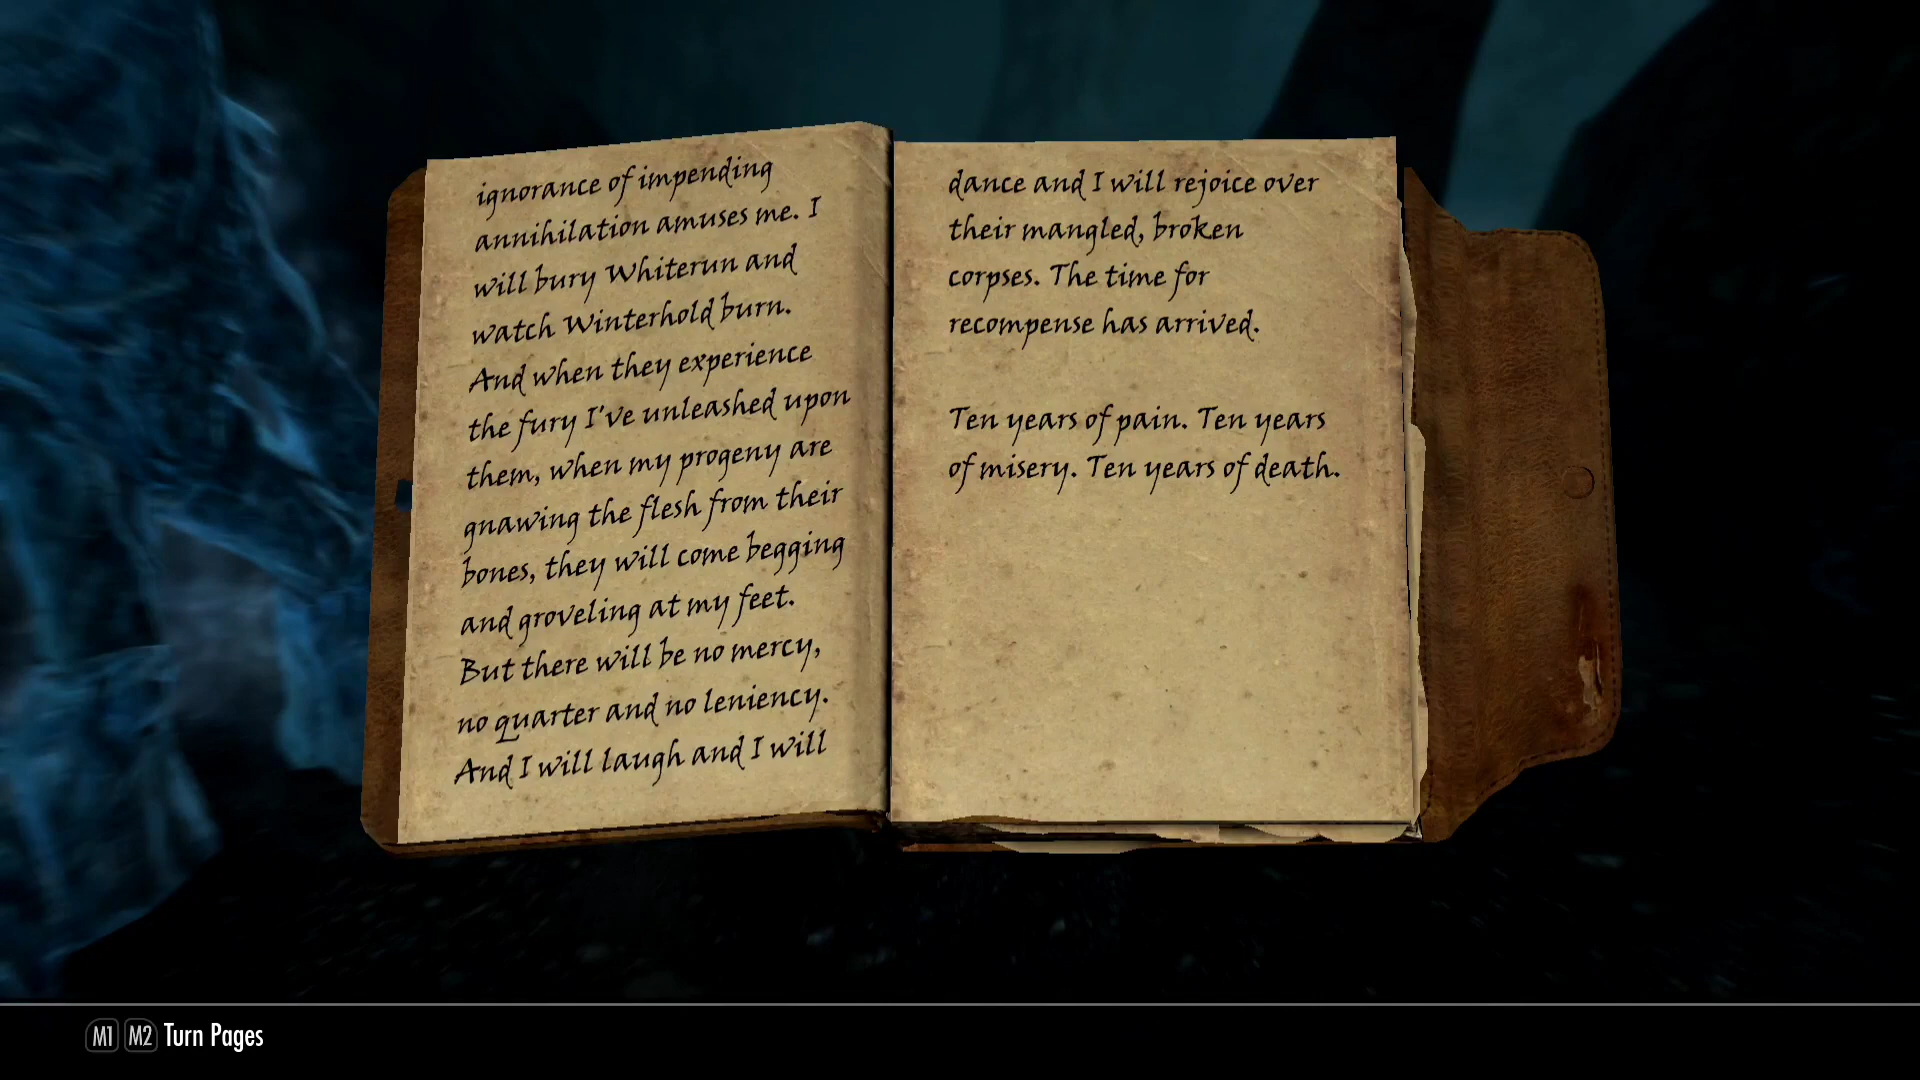 ignorance of impending
annihilation amuses me. I
will bury Whiterun and
watch Winterhold burn.
And when they experience
the fury I've unleashed upon
them, when my progeny are
gnawing the flesh from their
bones, they will come begging
and groveling at my feet.
But there will be no mercy,
no quarter and no leniency.
And I will laugh and I will
dance and I will rejoice over
their mangled, broken
corpses. The time for
recompense has arrived.
Ten years of pain. Ten years
of misery. Ten years of death.
M1 M2 Turn Pages